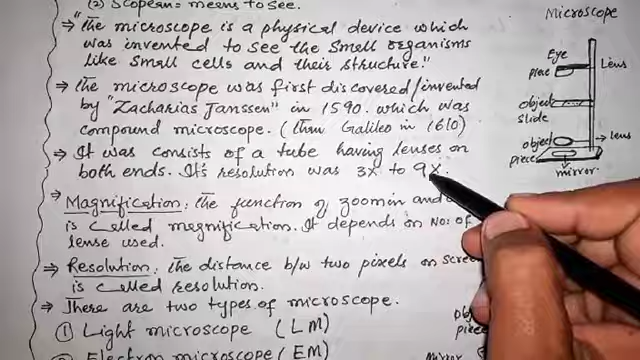 (2) Scopean = means to see.
Microscope
⇒ "The microscope is a physical device which
was invented to see the small organisms
like small cells and their structure."
⇒ The microscope was first discovered/invented
by "Zacharias Janssen" in 1590. which was
compound microscope. (then Galileo in 1610)
⇒ It was consists of a tube having lenses on
both ends. It's resolution was 3X to 9X.
⇒ Magnification: The function of zoomin and
is called magnification. It depends on No: of
lense used.
⇒ Resolution: The distance b/w two pixels on scre
is called resolution.
⇒ There are two types of microscope.
① Light microscope (LM)
Electron microscope (EM)
Eye
piece
Lens
object
slide
object
piece
→ lens
mirror
obj
piece
Mirror